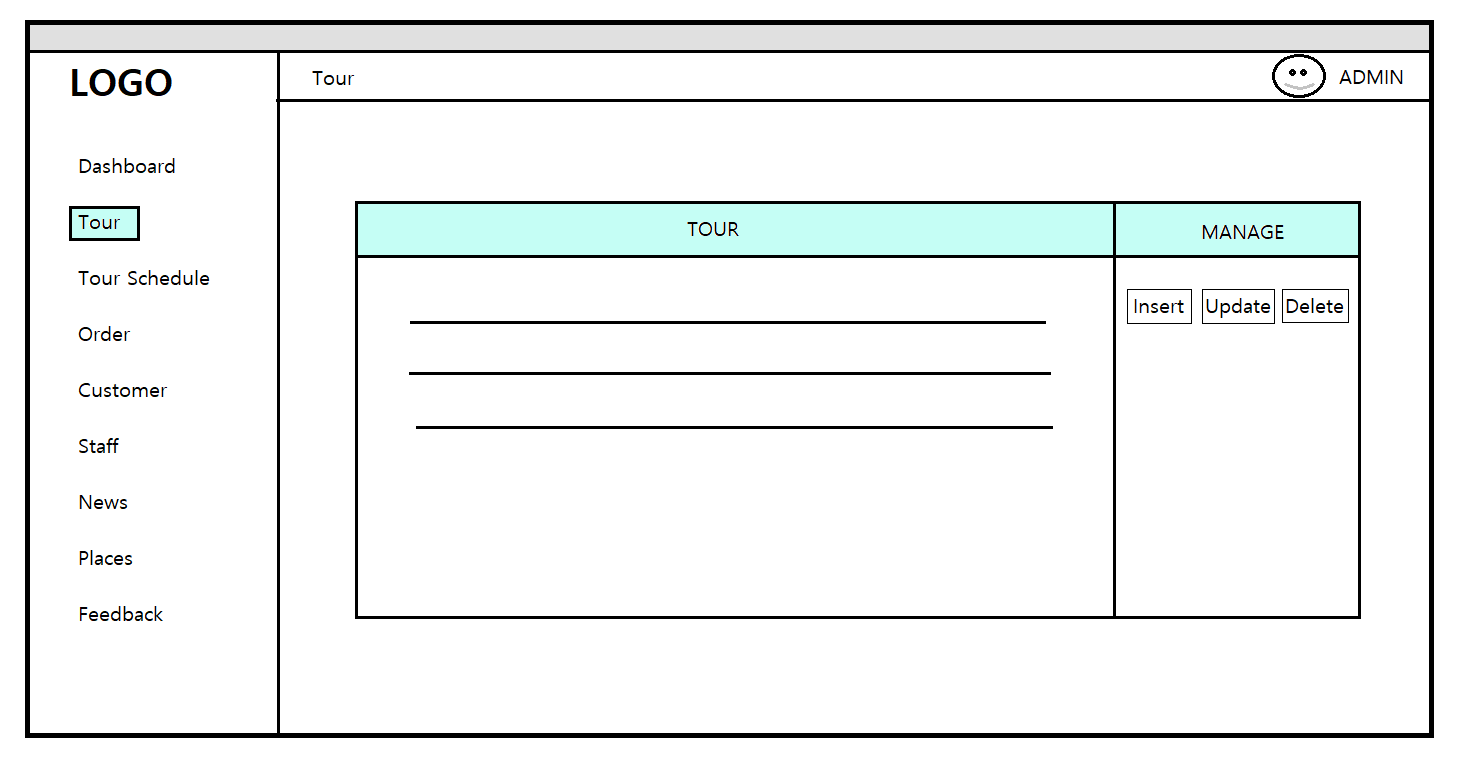 LOGO
Tour
ADMIN
Dashboard
Tour
Tour Schedule
Order
Customer
Staff
News
Places
Feedback
TOUR
MANAGE
Insert
Update
Delete